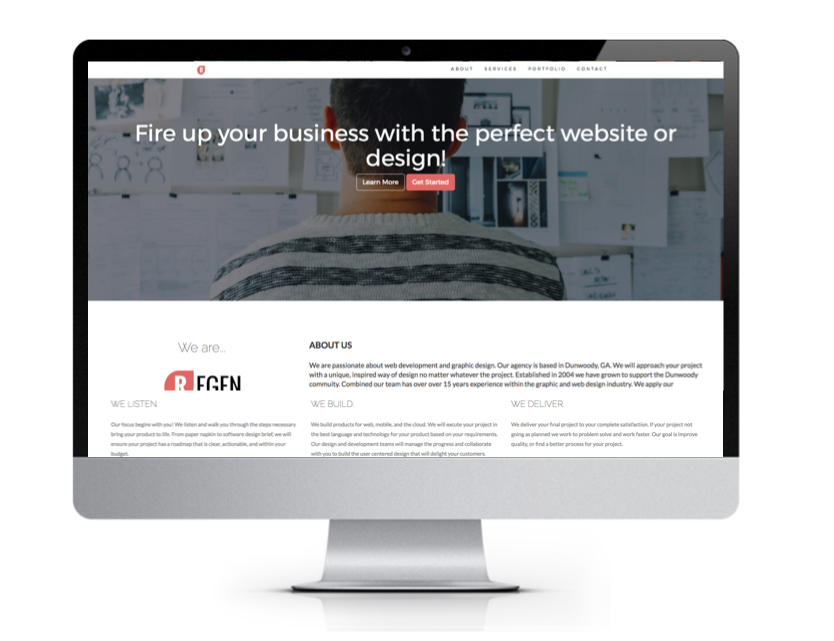 R
ABOUT SERVICES PORTFOLIO CONTACT
Fire up your business with the perfect website or
design!
Learn More Get Started
We are...
REGEN
ABOUT US
We are passionate about web development and graphic design. Our agency is based in Dunwoody, GA. We will approach your project
with a unique, inspired way of design no matter whatever the project. Established in 2004 we have grown to support the Dunwoody
commuity. Combined our team has over over 15 years experience within the graphic and web design industry. We apply our
WE LISTEN.
Our focus begins with you! We listen and walk you through the steps necessary
bring your product to life. From paper napkin to software design brief, we will
ensure your project has a roadmap that is clear, actionable, and within your
budget.
WE BUILD.
We build products for web, mobile, and the cloud. We will excute your project in
the best language and technology for your product based on your requirements.
Our design and development teams will manage the progress and collaborate
with you to build the user centered design that will delight your customers.
WE DELIVER.
We deliver your final project to your complete satisfaction. If your project not
going as planned we work to problem solve and work faster. Our goal is improve
quality, or find a better process for your project.